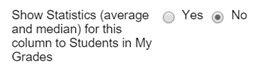 Show Statistics (average Yes No
and median) for this
column to Students in My
Grades